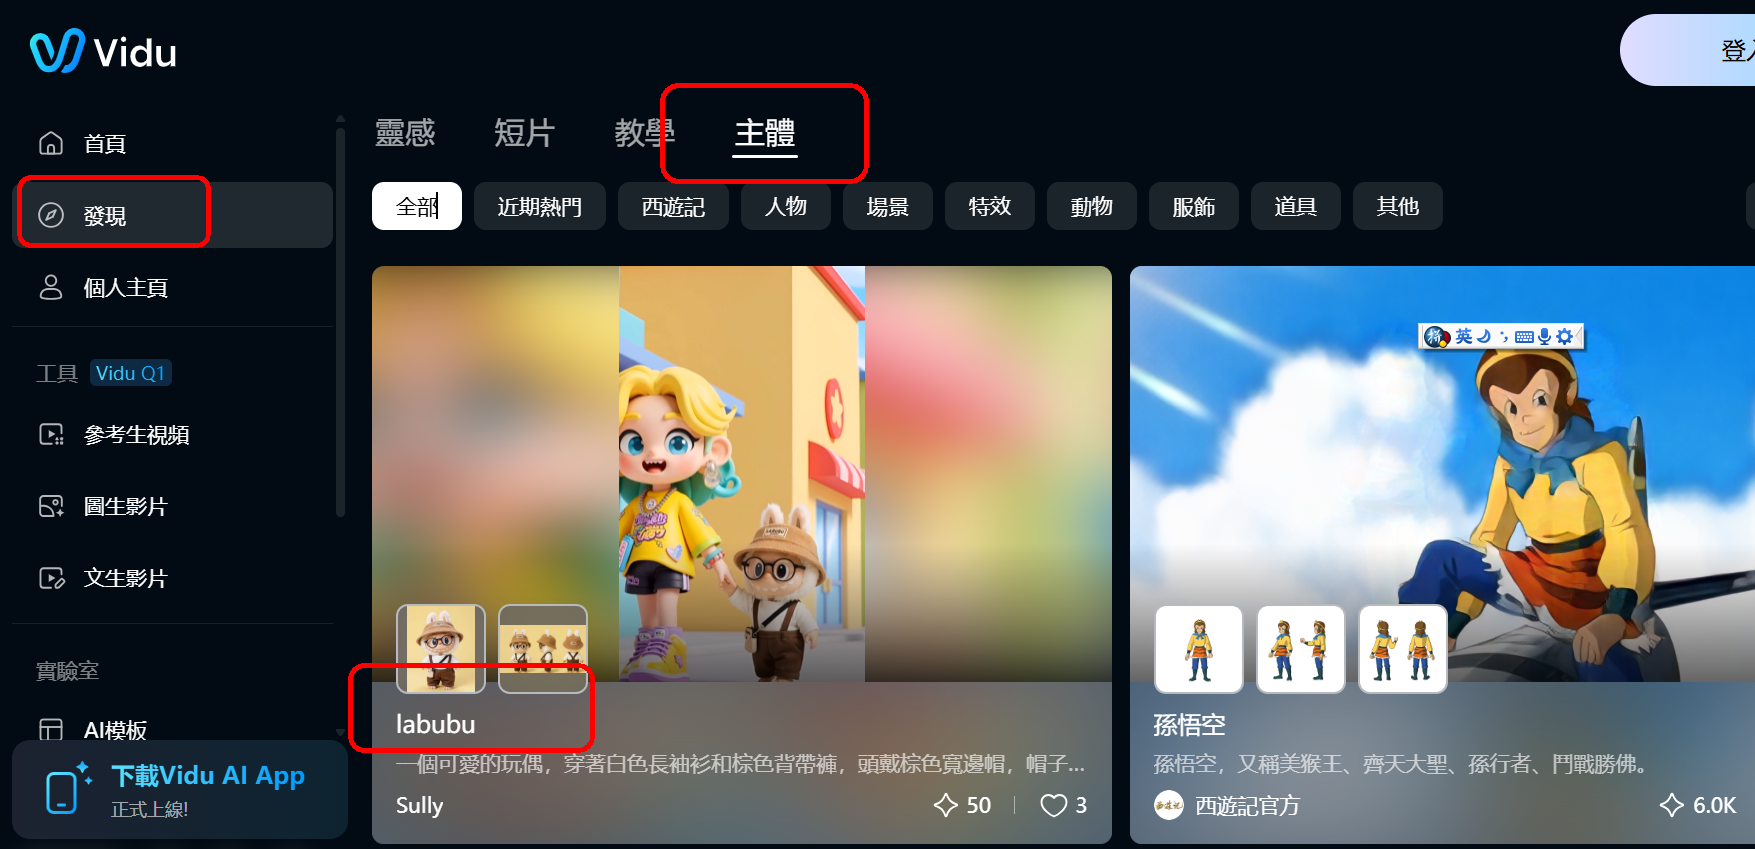 Vidu
登入
首頁
發現
個人主頁
工具 Vidu Q1
參考生視頻
圖生影片
文生影片
實驗室
AI模板
下載Vidu AI App
正式上線!
靈感 短片 教學 主體
全部 近期熱門 西遊記 人物 場景 特效 動物 服飾 道具 其他
拼 英
labubu
一個可愛的玩偶，穿著白色長袖衫和棕色背帶褲，頭戴棕色寬邊帽，帽子...
Sully 50 3
孫悟空
孫悟空，又稱美猴王、齊天大聖、孫行者、鬥戰勝佛。
西遊記官方 6.0K